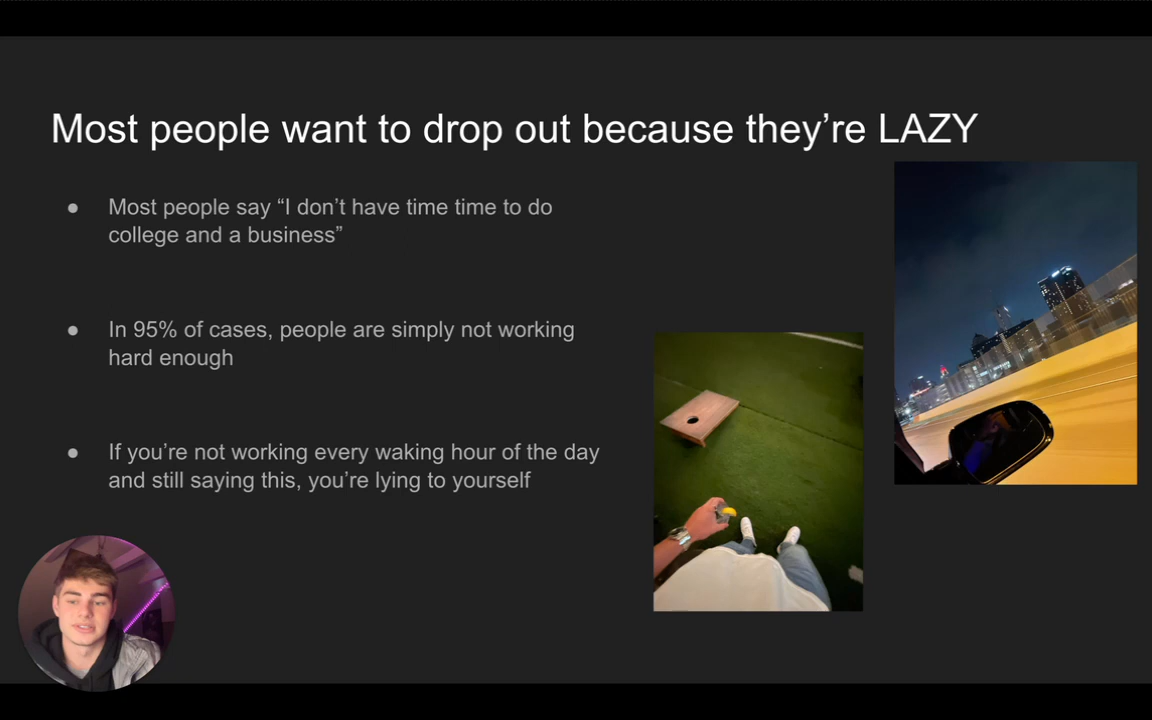 Most people want to drop out because they’re LAZY
● Most people say “I don’t have time time to do
college and a business”
● In 95% of cases, people are simply not working
hard enough
● If you’re not working every waking hour of the day
and still saying this, you’re lying to yourself